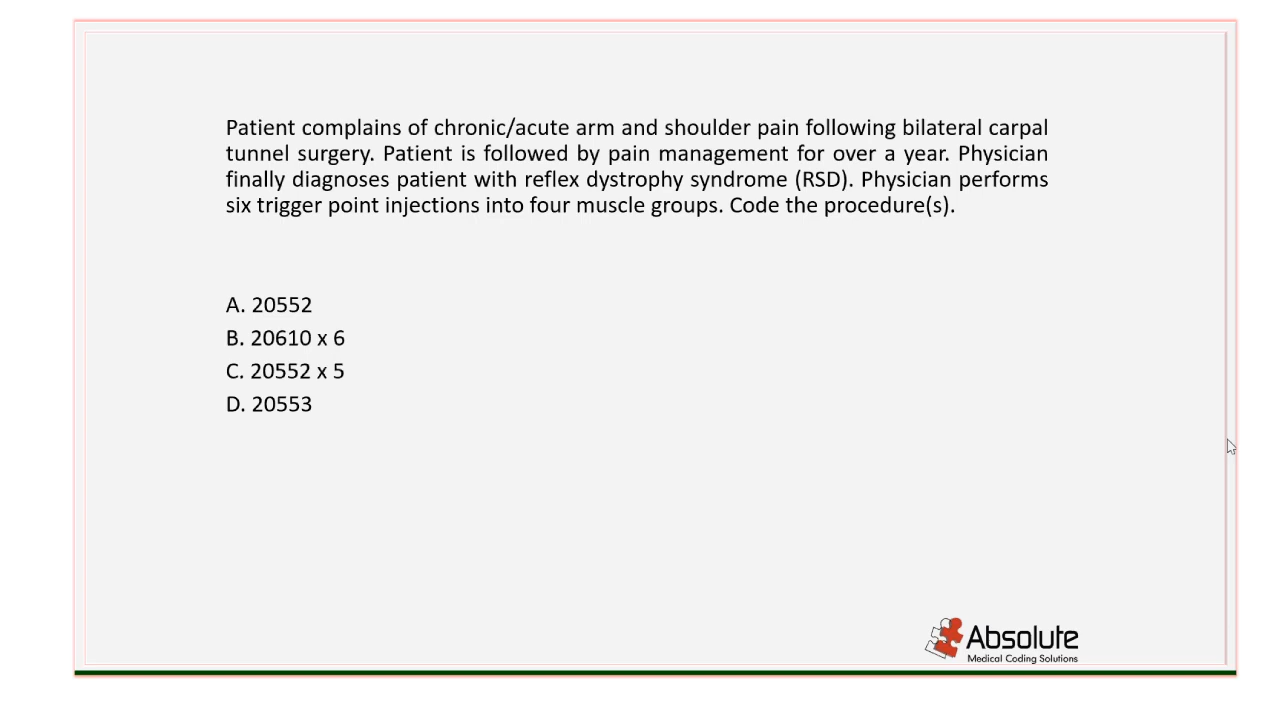 Patient complains of chronic/acute arm and shoulder pain following bilateral carpal
tunnel surgery. Patient is followed by pain management for over a year. Physician
finally diagnoses patient with reflex dystrophy syndrome (RSD). Physician performs
six trigger point injections into four muscle groups. Code the procedure(s).
A. 20552
B. 20610 x 6
C. 20552 x 5
D. 20553
Absolute
Medical Coding Solutions